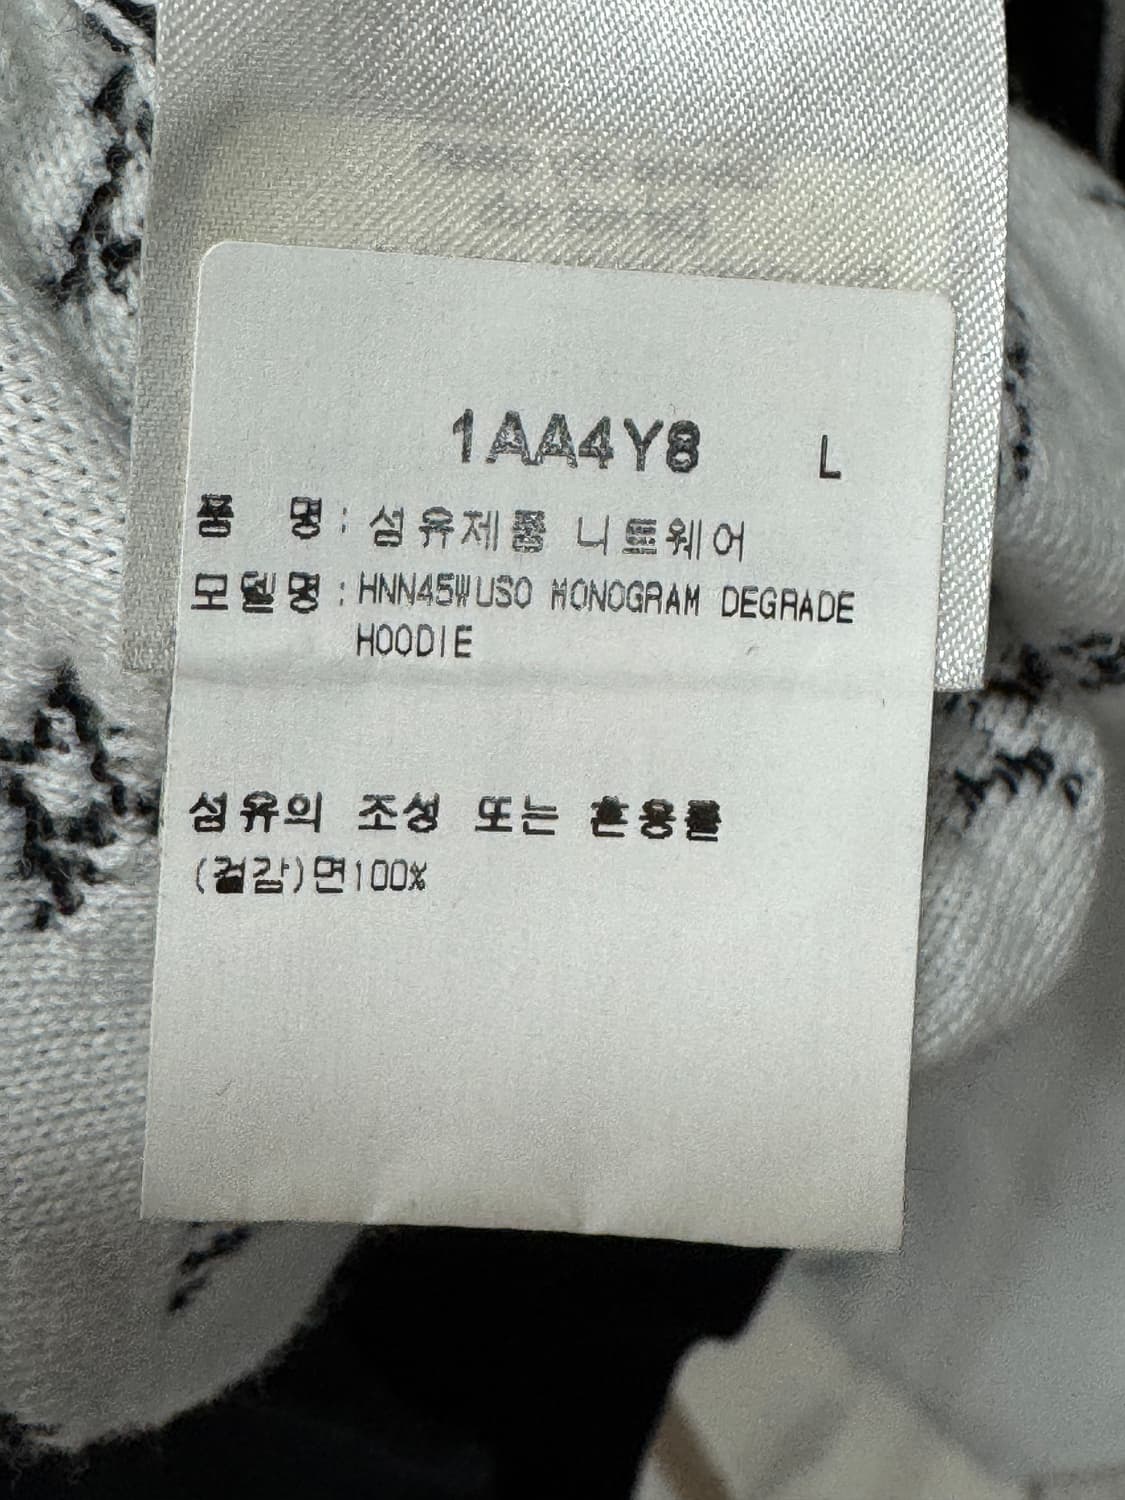 1AA4Y8 L
품 명 : 섬유제품 니트웨어
모델명 : HNN45WUSO MONOGRAM DEGRADE
HOODIE
섬유의 조성 또는 혼용률
(겉감)면100%